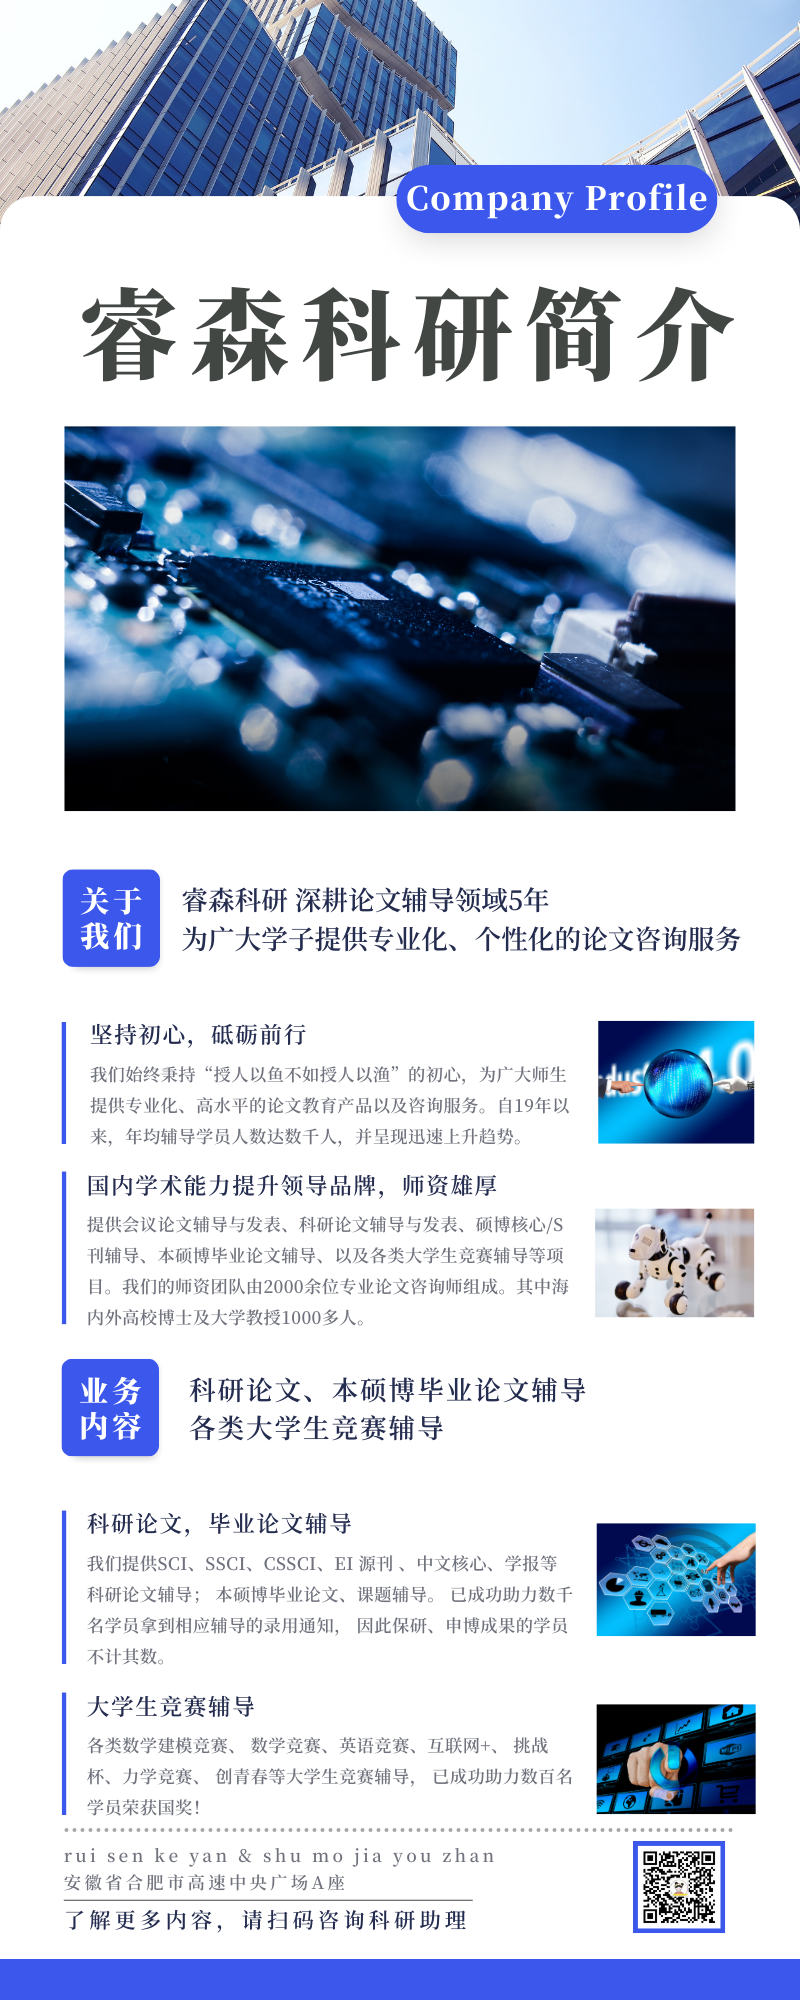 Company Profile
睿森科研简介
关于
我们
睿森科研 深耕论文辅导领域5年
为广大学子提供专业化、个性化的论文咨询服务
坚持初心，砥砺前行
我们始终秉持“授人以鱼不如授人以渔”的初心，为广大师生
提供专业化、高水平的论文教育产品以及咨询服务。自19年以
来，年均辅导学员人数达数千人，并呈现迅速上升趋势。
国内学术能力提升领导品牌，师资雄厚
提供会议论文辅导与发表、科研论文辅导与发表、硕博核心/S
刊辅导、本硕博毕业论文辅导、以及各类大学生竞赛辅导等项
目。我们的师资团队由2000余位专业论文咨询师组成。其中海
内外高校博士及大学教授1000多人。
业务
内容
科研论文、本硕博毕业论文辅导
各类大学生竞赛辅导
科研论文，毕业论文辅导
我们提供SCI、SSCI、CSSCI、EI 源刊 、中文核心、学报等
科研论文辅导； 本硕博毕业论文、课题辅导。 已成功助力数千
名学员拿到相应辅导的录用通知， 因此保研、申博成果的学员
不计其数。
大学生竞赛辅导
各类数学建模竞赛、 数学竞赛、英语竞赛、互联网+、 挑战
杯、力学竞赛、 创青春等大学生竞赛辅导， 已成功助力数百名
学员荣获国奖！
rui sen ke yan & shu mo jia you zhan
安徽省合肥市高速中央广场A座
了解更多内容，请扫码咨询科研助理